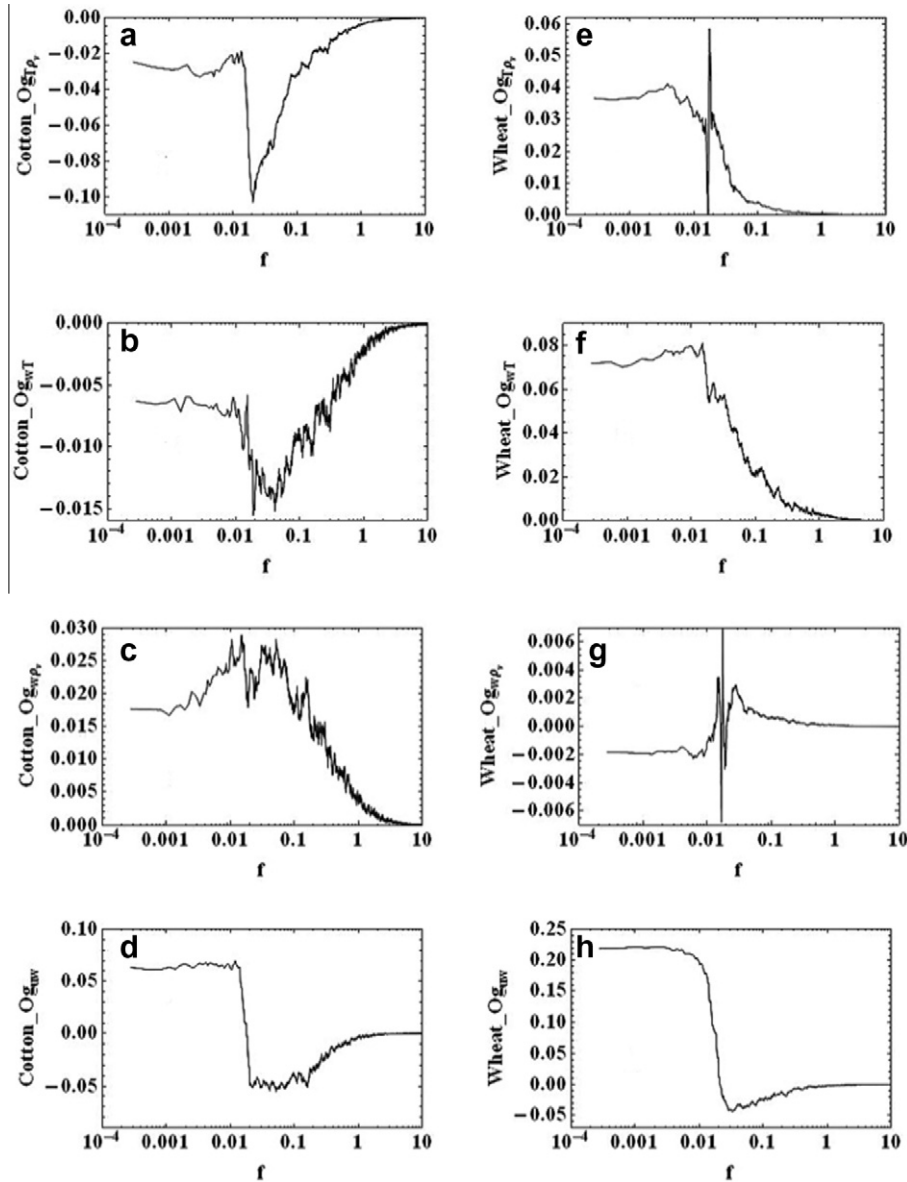 a
Cotton_Og_Tρv
0.00
−0.02
−0.04
−0.06
−0.08
−0.10
10⁻⁴ 0.001 0.01 0.1 1 10
f
e
Wheat_Og_Tρv
0.06
0.05
0.04
0.03
0.02
0.01
0.00
10⁻⁴ 0.001 0.01 0.1 1 10
f
b
Cotton_Og_wT
0.000
−0.005
−0.010
−0.015
10⁻⁴ 0.001 0.01 0.1 1 10
f
f
Wheat_Og_wT
0.08
0.06
0.04
0.02
0.00
10⁻⁴ 0.001 0.01 0.1 1 10
f
c
Cotton_Og_wρv
0.030
0.025
0.020
0.015
0.010
0.005
0.000
10⁻⁴ 0.001 0.01 0.1 1 10
f
g
Wheat_Og_wρv
0.006
0.004
0.002
0.000
−0.002
−0.004
−0.006
10⁻⁴ 0.001 0.01 0.1 1 10
f
d
Cotton_Og_uw
0.10
0.05
0.00
−0.05
10⁻⁴ 0.001 0.01 0.1 1 10
f
h
Wheat_Og_uw
0.25
0.20
0.15
0.10
0.05
0.00
−0.05
10⁻⁴ 0.001 0.01 0.1 1 10
f